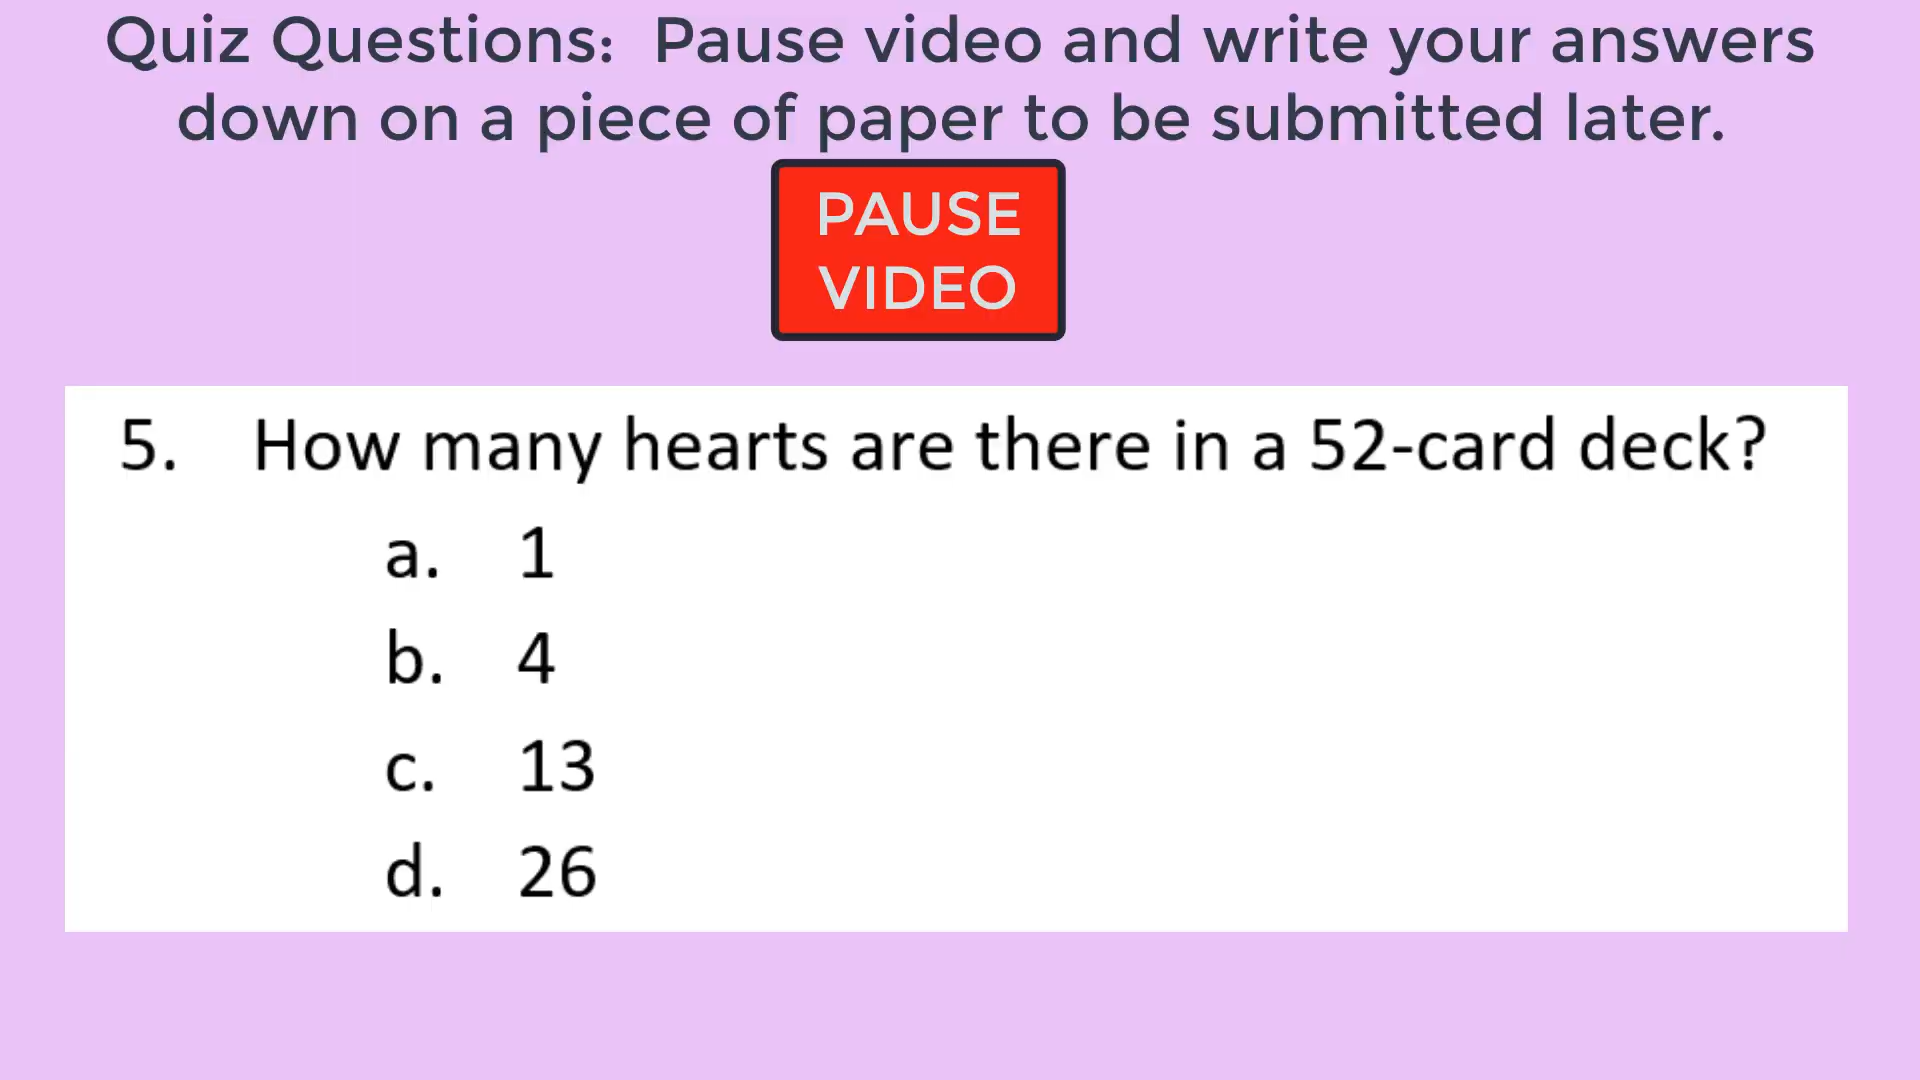 Quiz Questions: Pause video and write your answers
down on a piece of paper to be submitted later.
PAUSE
VIDEO
5. How many hearts are there in a 52-card deck?
a. 1
b. 4
c. 13
d. 26